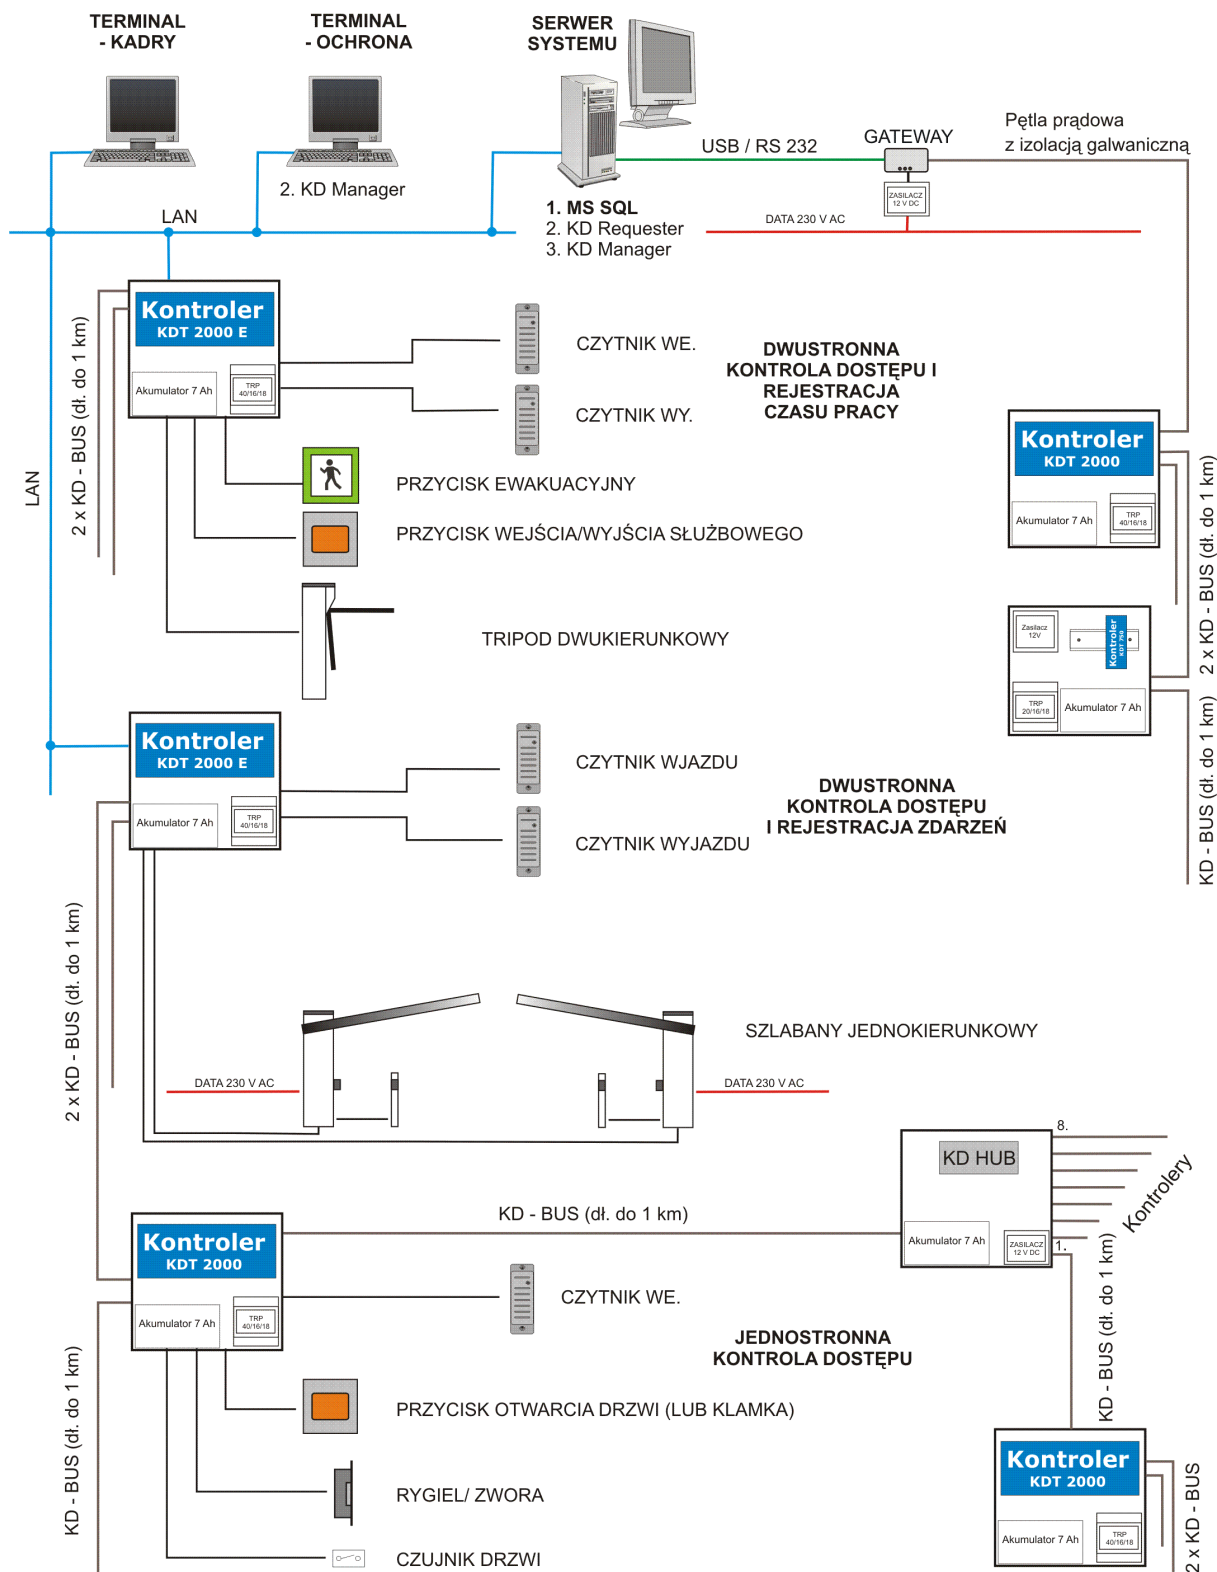 TERMINAL
- KADRY
TERMINAL
- OCHRONA
SERWER
SYSTEMU
2. KD Manager
USB / RS 232
GATEWAY
Pętla prądowa
z izolacją galwaniczną
ZASILACZ
12 V DC
LAN
1. MS SQL
2. KD Requester
3. KD Manager
DATA 230 V AC
LAN
2 x KD - BUS (dł. do 1 km)
Kontroler
KDT 2000 E
Akumulator 7 Ah
TRP
40/16/18
CZYTNIK WE.
CZYTNIK WY.
DWUSTRONNA
KONTROLA DOSTĘPU I
REJESTRACJA
CZASU PRACY
PRZYCISK EWAKUACYJNY
PRZYCISK WEJŚCIA/WYJŚCIA SŁUŻBOWEGO
TRIPOD DWUKIERUNKOWY
Kontroler
KDT 2000
Akumulator 7 Ah
TRP
40/16/18
2 x KD - BUS (dł. do 1 km)
Zasilacz
12V
Kontroler
KDT 750
TRP
20/16/18
Akumulator 7 Ah
KD - BUS (dł. do 1 km)
Kontroler
KDT 2000 E
Akumulator 7 Ah
TRP
40/16/18
CZYTNIK WJAZDU
CZYTNIK WYJAZDU
DWUSTRONNA
KONTROLA DOSTĘPU
I REJESTRACJA ZDARZEŃ
2 x KD - BUS (dł. do 1 km)
SZLABANY JEDNOKIERUNKOWY
DATA 230 V AC
DATA 230 V AC
KD HUB
Akumulator 7 Ah
ZASILACZ
12 V DC
8.
1.
Kontrolery
KD - BUS (dł. do 1 km)
KD - BUS (dł. do 1 km)
Kontroler
KDT 2000
Akumulator 7 Ah
TRP
40/16/18
CZYTNIK WE.
JEDNOSTRONNA
KONTROLA DOSTĘPU
KD - BUS (dł. do 1 km)
PRZYCISK OTWARCIA DRZWI (LUB KLAMKA)
RYGIEL/ ZWORA
CZUJNIK DRZWI
Kontroler
KDT 2000
Akumulator 7 Ah
TRP
40/16/18
2 x KD - BUS